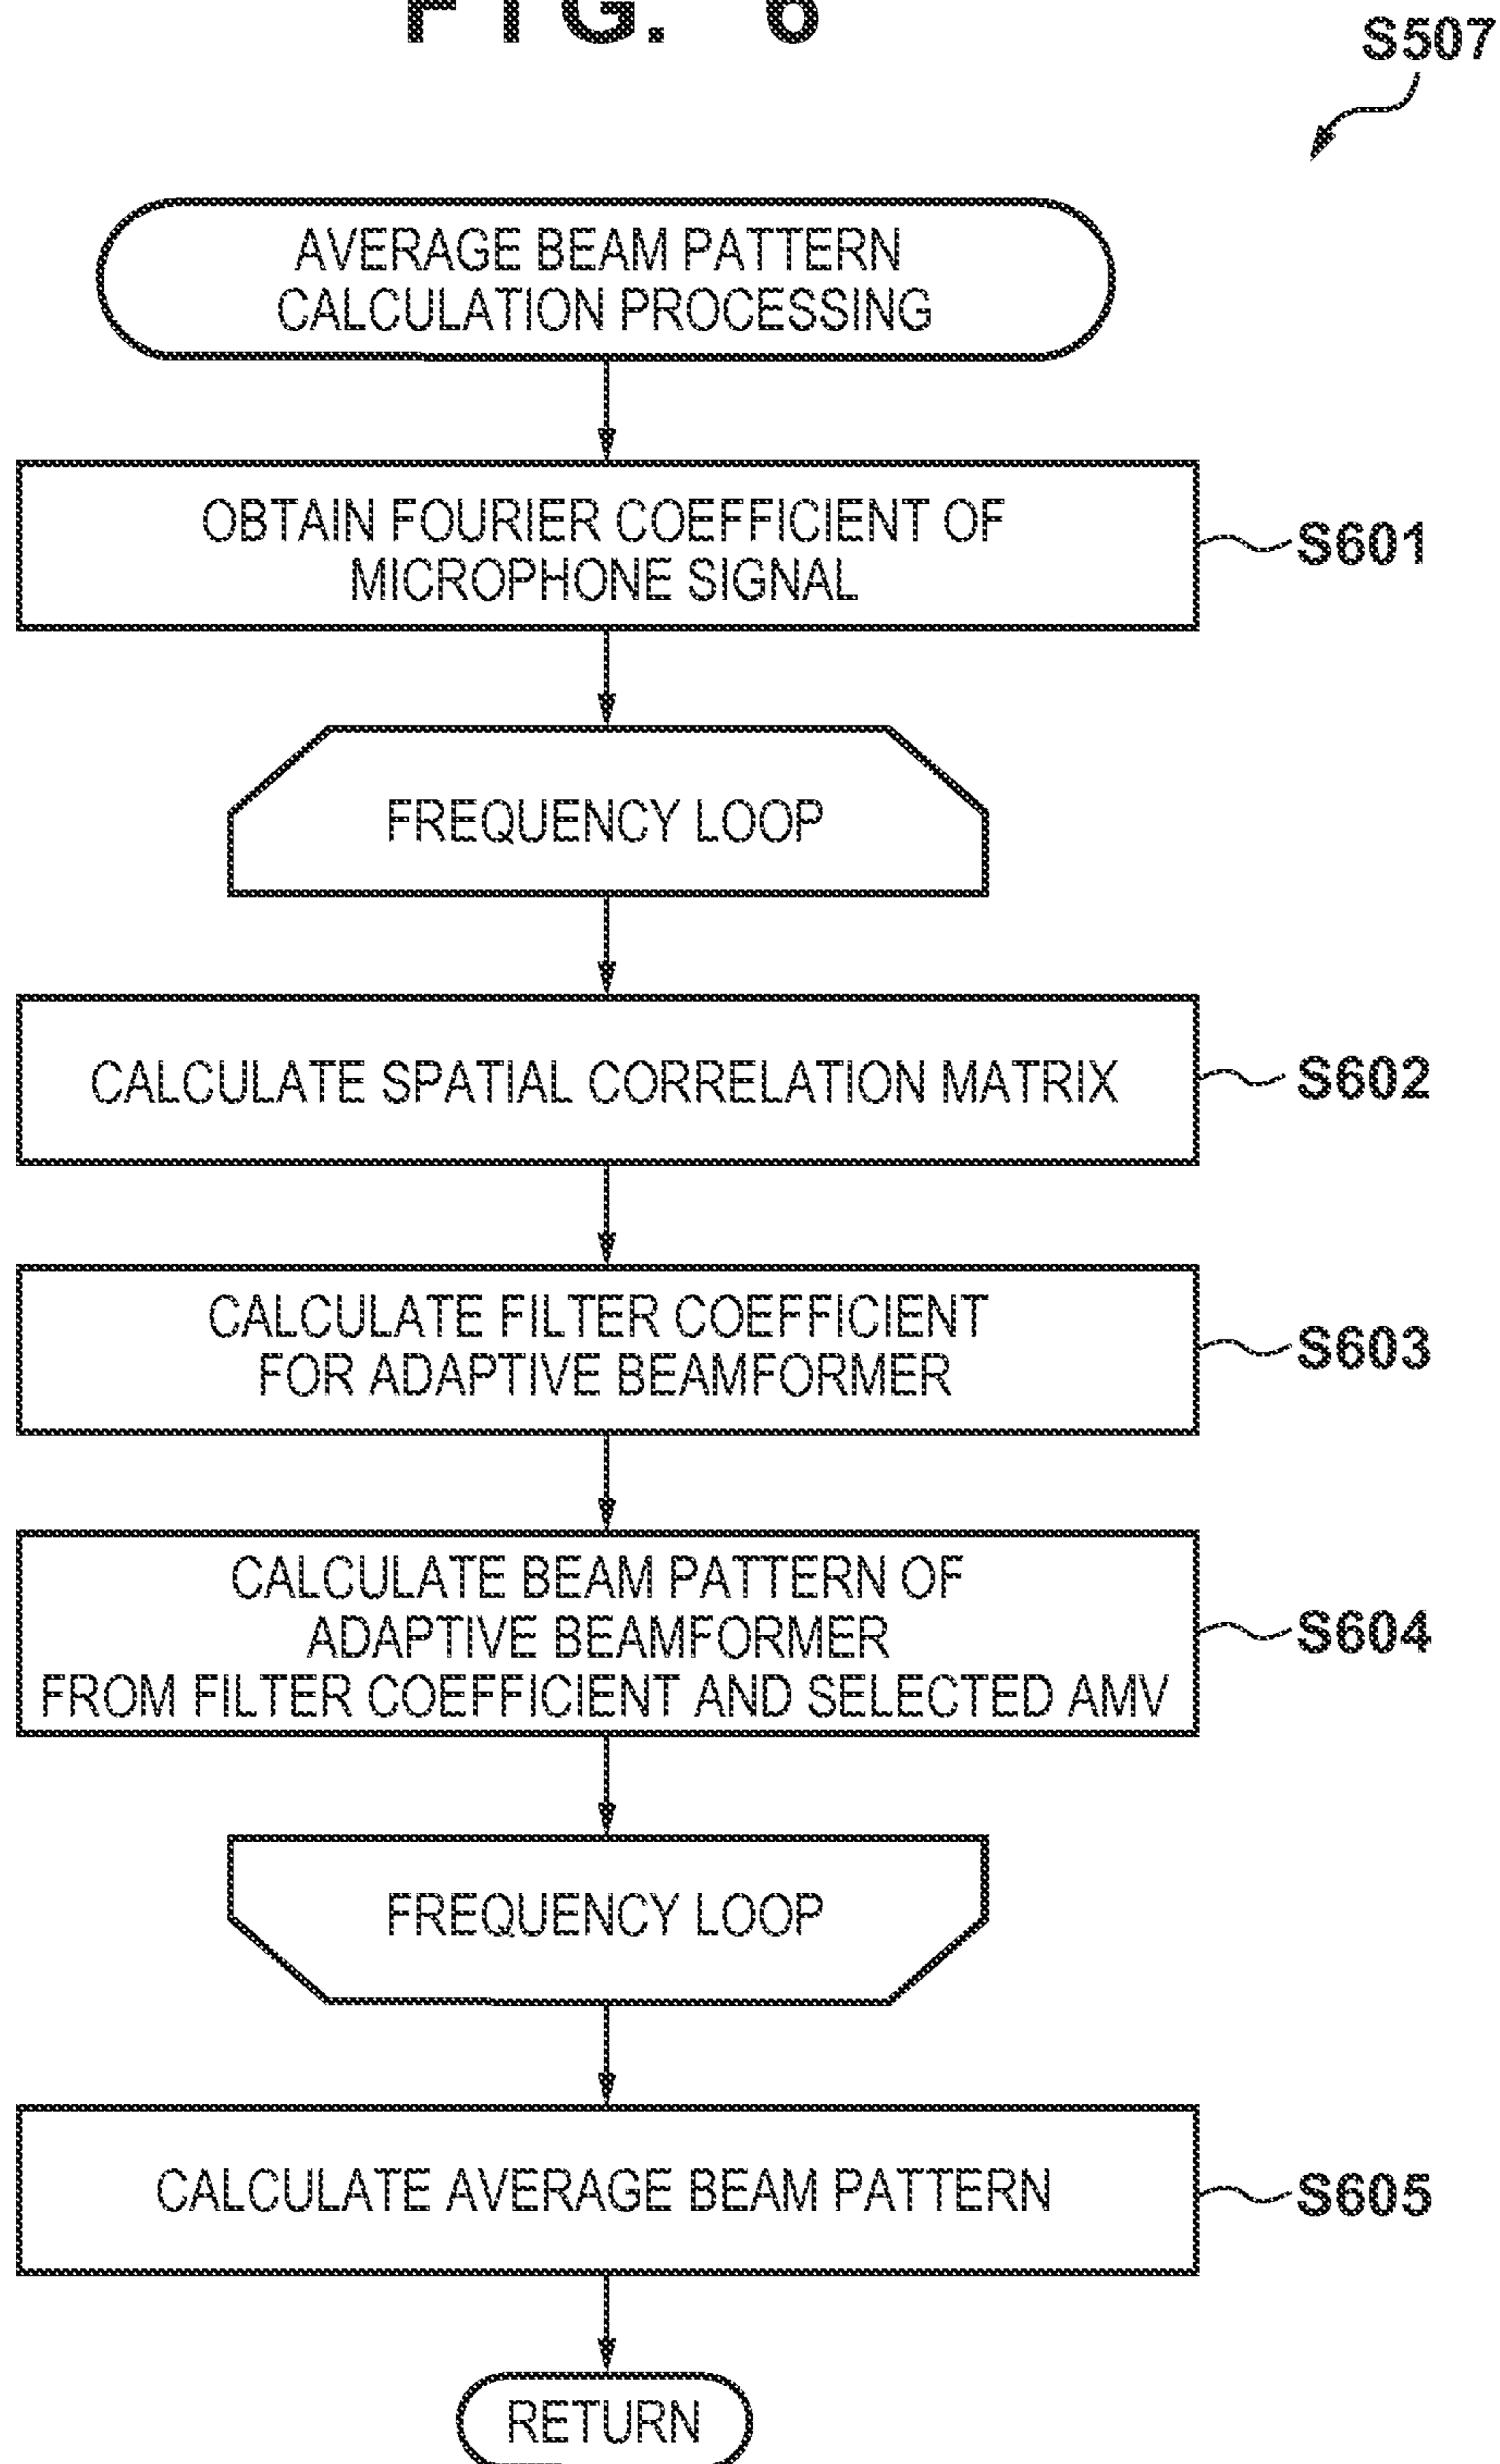 FIG. 6
S507
AVERAGE BEAM PATTERN
CALCULATION PROCESSING
OBTAIN FOURIER COEFFICIENT OF
MICROPHONE SIGNAL
S601
FREQUENCY LOOP
CALCULATE SPATIAL CORRELATION MATRIX
S602
CALCULATE FILTER COEFFICIENT
FOR ADAPTIVE BEAMFORMER
S603
CALCULATE BEAM PATTERN OF
ADAPTIVE BEAMFORMER
FROM FILTER COEFFICIENT AND SELECTED AMV
S604
FREQUENCY LOOP
CALCULATE AVERAGE BEAM PATTERN
S605
RETURN